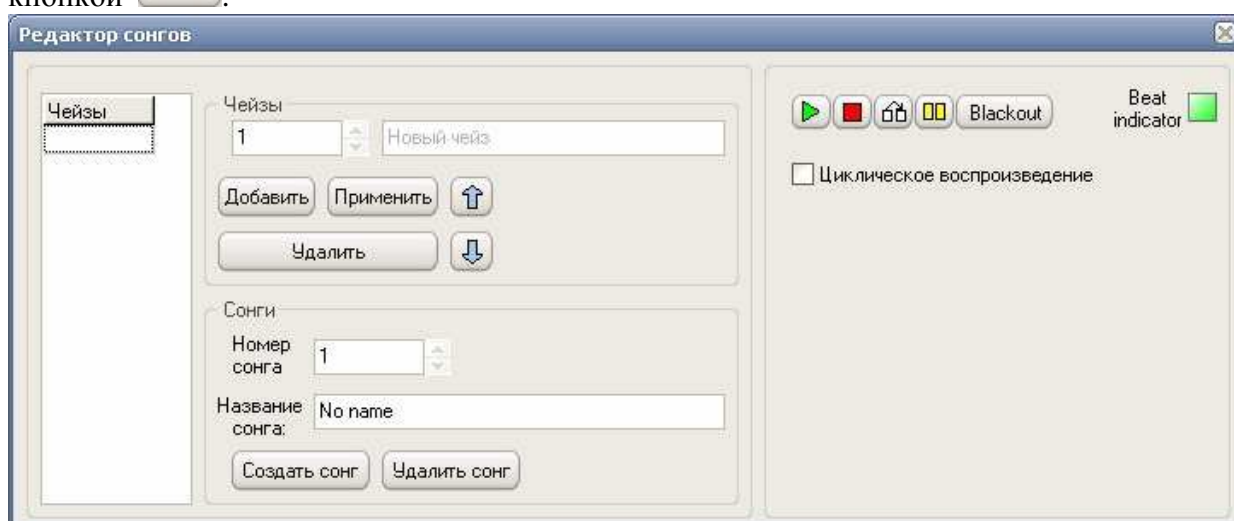 кнопкой .
Редактор сонгов
Чейзы
Чейзы
1
Новый чейз
Добавить
Применить
Удалить
Сонги
Номер
сонга
1
Название
сонга:
No name
Создать сонг
Удалить сонг
Blackout
Beat
indicator
Циклическое воспроизведение